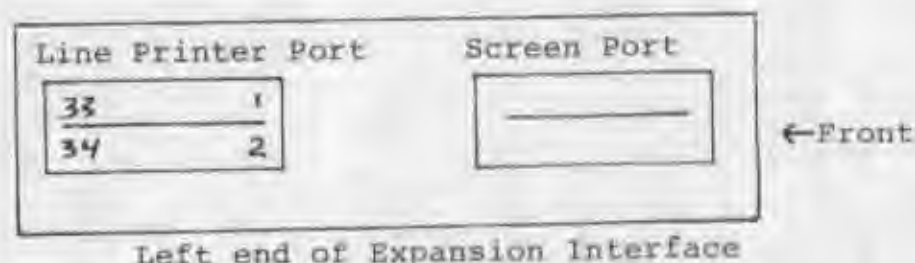 Line Printer Port Screen Port
33 1
34 2
←Front
Left end of Expansion Interface